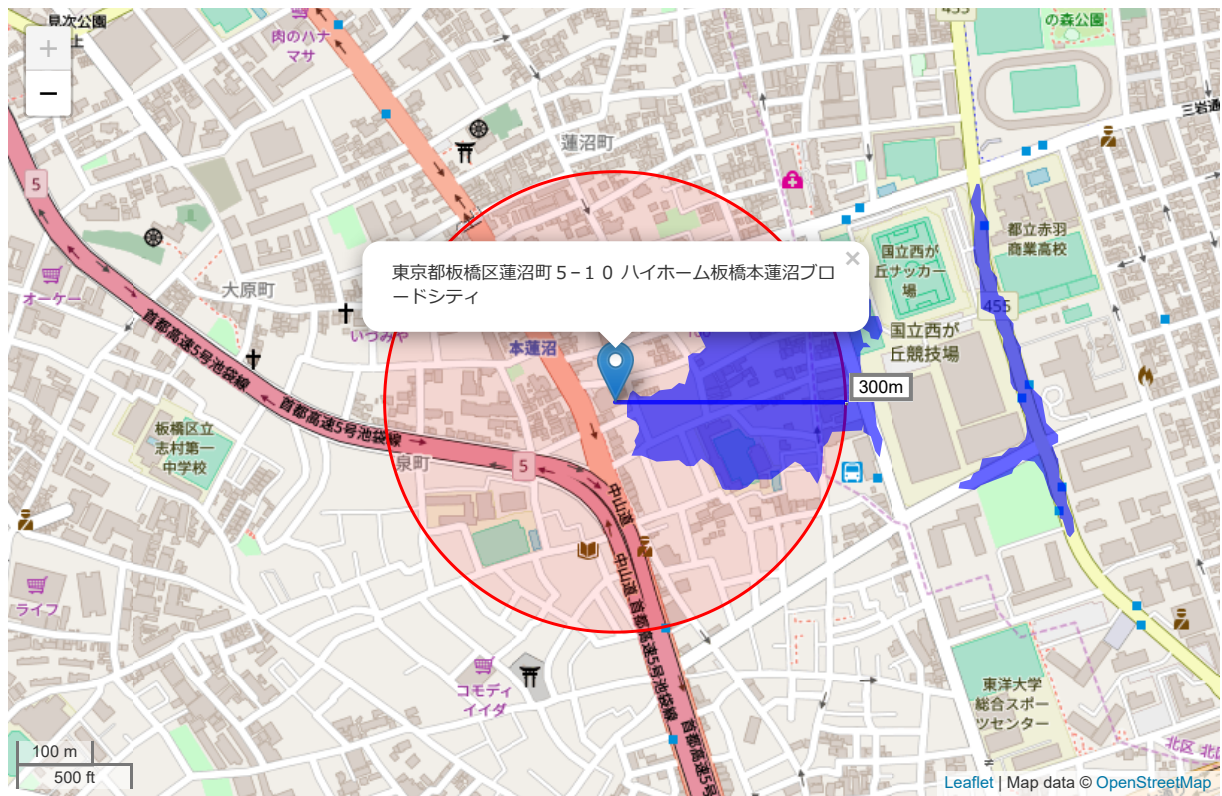 見次公園
土
肉のハナ
マサ
455
の森公園
+
−
三岩通
蓮沼町
5
都立赤羽
商業高校
国立西が
丘サッカー
場
東京都板橋区蓮沼町５−１０ ハイホーム板橋本蓮沼ブロ
ードシティ
×
大原町
オーケー
455
首都高速5号池袋線
いづみや
本蓮沼
国立西が
丘競技場
300m
首都高速5号池袋線
板橋区立
志村第一
中学校
泉町
5
中山道
中山道
首都高速5号池袋線
ライフ
コモディ
イイダ
東洋大学
総合スポー
ツセンター
首都高速5号
北区
100 m
500 ft
Leaflet | Map data © OpenStreetMap